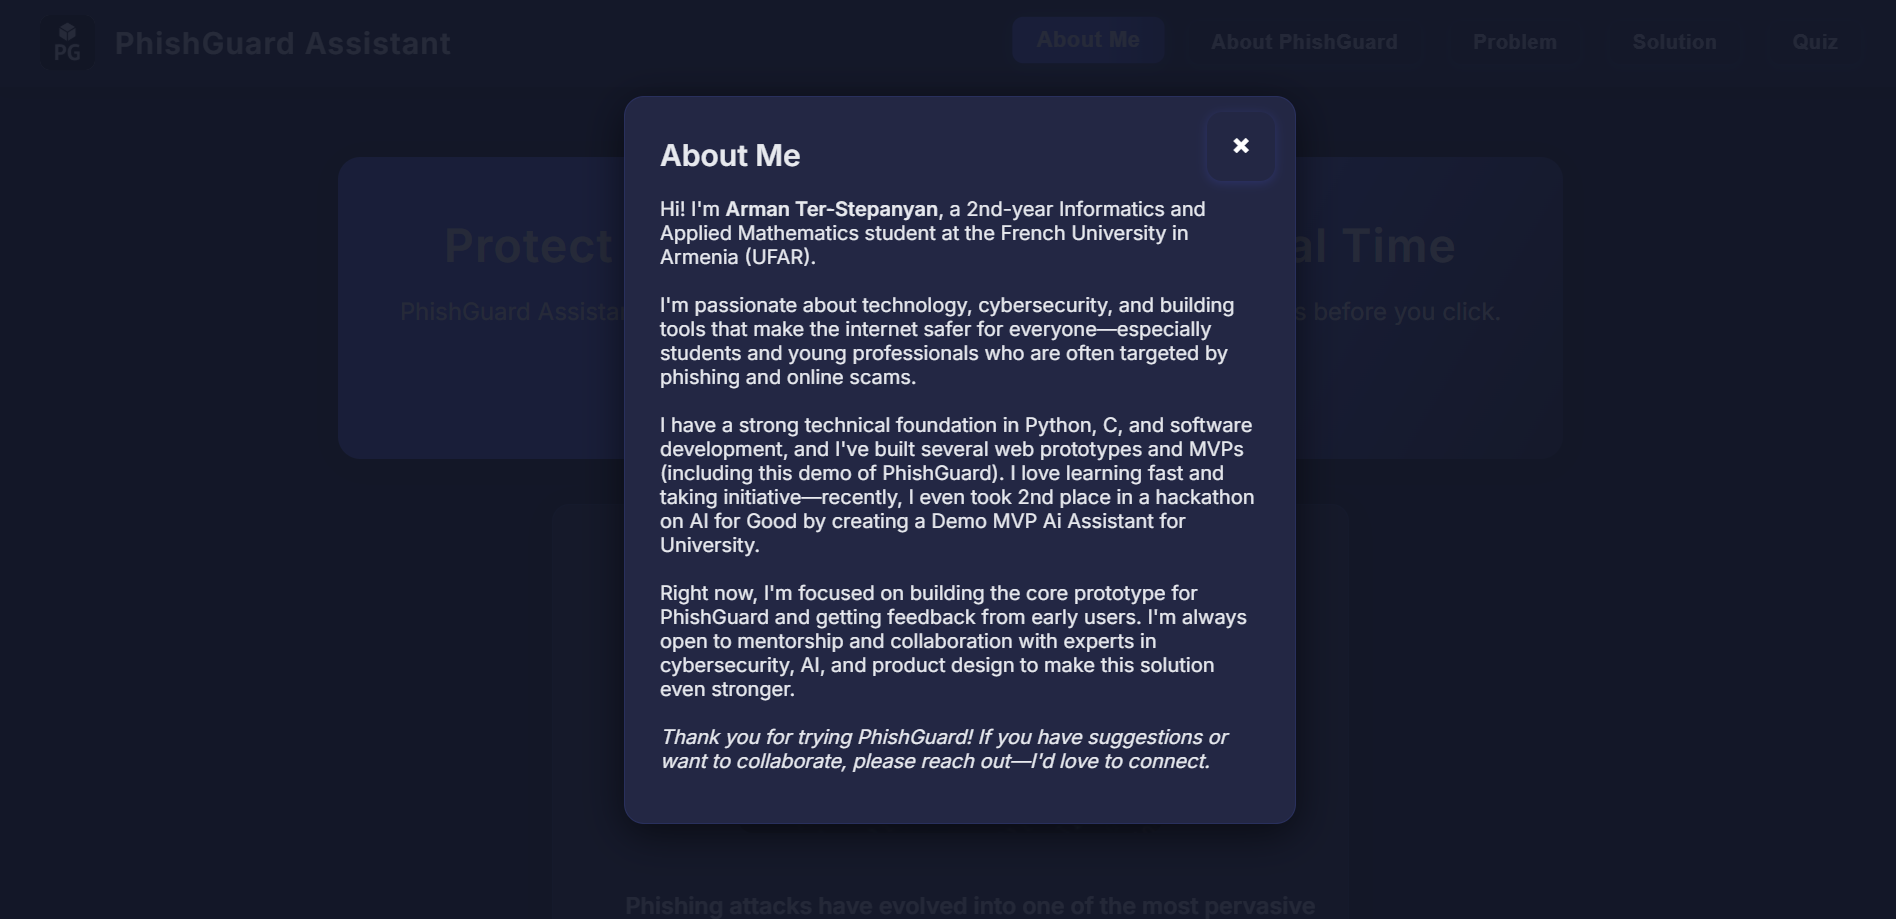 PG
PhishGuard Assistant
About Me
About PhishGuard
Problem
Solution
Quiz
Protect
al Time
PhishGuard Assistan
s before you click.
About Me
✖
Hi! I'm Arman Ter-Stepanyan, a 2nd-year Informatics and
Applied Mathematics student at the French University in
Armenia (UFAR).
I'm passionate about technology, cybersecurity, and building
tools that make the internet safer for everyone—especially
students and young professionals who are often targeted by
phishing and online scams.
I have a strong technical foundation in Python, C, and software
development, and I've built several web prototypes and MVPs
(including this demo of PhishGuard). I love learning fast and
taking initiative—recently, I even took 2nd place in a hackathon
on AI for Good by creating a Demo MVP Ai Assistant for
University.
Right now, I'm focused on building the core prototype for
PhishGuard and getting feedback from early users. I'm always
open to mentorship and collaboration with experts in
cybersecurity, AI, and product design to make this solution
even stronger.
Thank you for trying PhishGuard! If you have suggestions or
want to collaborate, please reach out—I'd love to connect.
Phishing attacks have evolved into one of the most pervasive